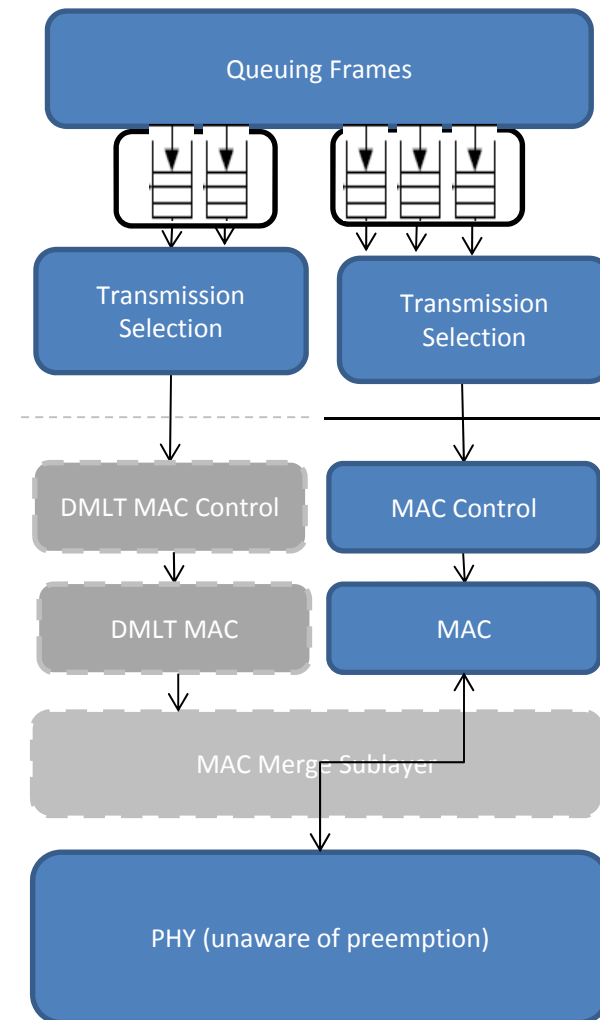 Queuing Frames
Transmission
Selection
Transmission
Selection
DMLT MAC Control
MAC Control
DMLT MAC
MAC
MAC Merge Sublayer
PHY (unaware of preemption)